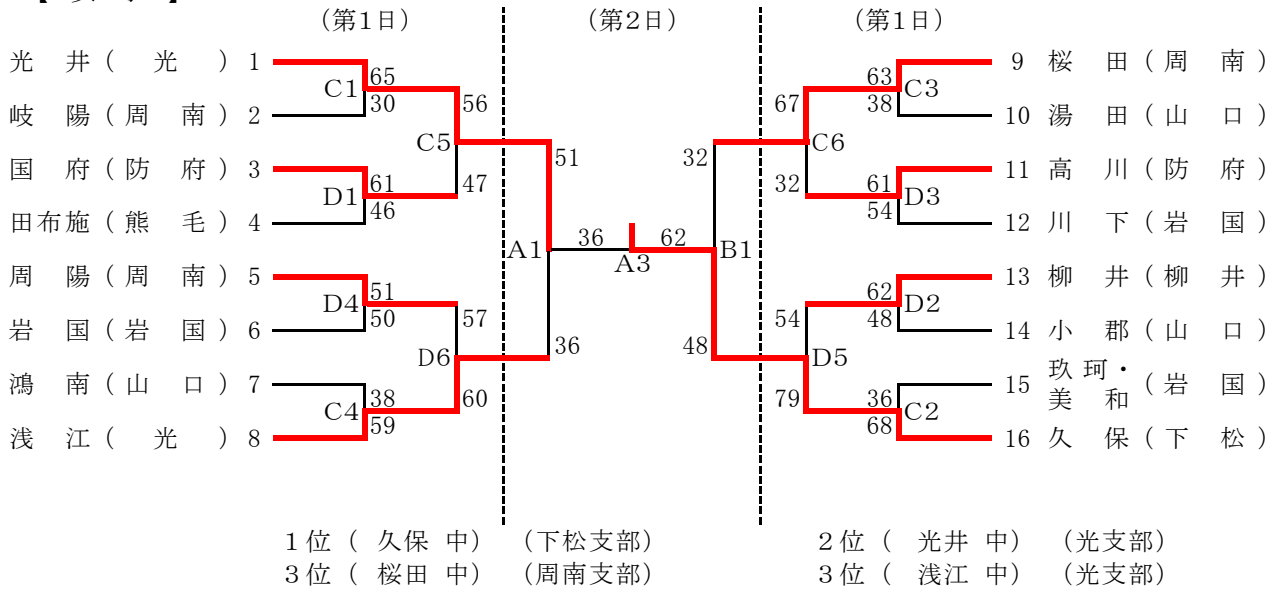 (第1日) (第2日) (第1日)
光 井 ( 光 ) 1 65 63 9 桜 田 ( 周 南 )
C1 C3
岐 陽 ( 周 南 ) 2 30 56 67 38 10 湯 田 ( 山 口 )
C5 51 32 C6
国 府 ( 防 府 ) 3 61 47 32 61 11 高 川 ( 防 府 )
D1 D3
田布施 ( 熊 毛 ) 4 46 54 12 川 下 ( 岩 国 )
A1 36 A3 62 B1
周 陽 ( 周 南 ) 5 51 62 13 柳 井 ( 柳 井 )
D4 D2
岩 国 ( 岩 国 ) 6 50 57 54 48 14 小 郡 ( 山 口 )
D6 36 48 D5
鴻 南 ( 山 口 ) 7 38 60 79 36 15 玖 珂 ・ 美 和 ( 岩 国 )
C4 C2
浅 江 ( 光 ) 8 59 68 16 久 保 ( 下 松 )
1位 ( 久保 中) (下松支部) 2位 ( 光井 中) (光支部)
3位 ( 桜田 中) (周南支部) 3位 ( 浅江 中) (光支部)